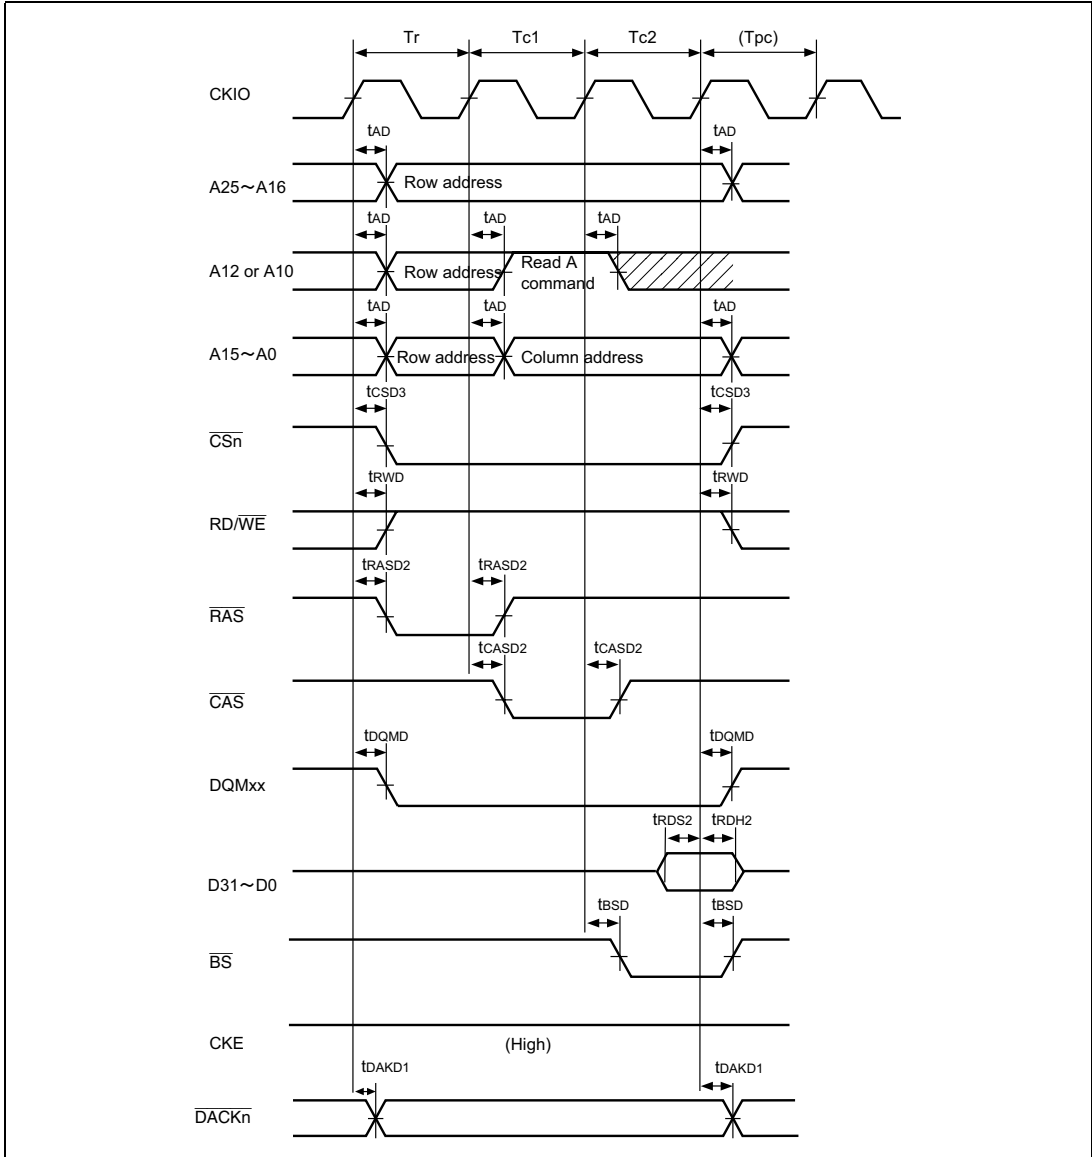 Tr Tc1 Tc2 (Tpc)
CKIO
tAD tAD
A25~A16 Row address
tAD tAD tAD
A12 or A10 Row address Read A
command
tAD tAD tAD
A15~A0 Row address Column address
tCSD3 tCSD3
CSn
tRWD tRWD
RD/WE
tRASD2 tRASD2
RAS
tCASD2 tCASD2
CAS
tDQMD tDQMD
DQMxx
tRDS2 tRDH2
D31~D0
tBSD tBSD
BS
CKE (High)
tDAKD1 tDAKD1
DACKn